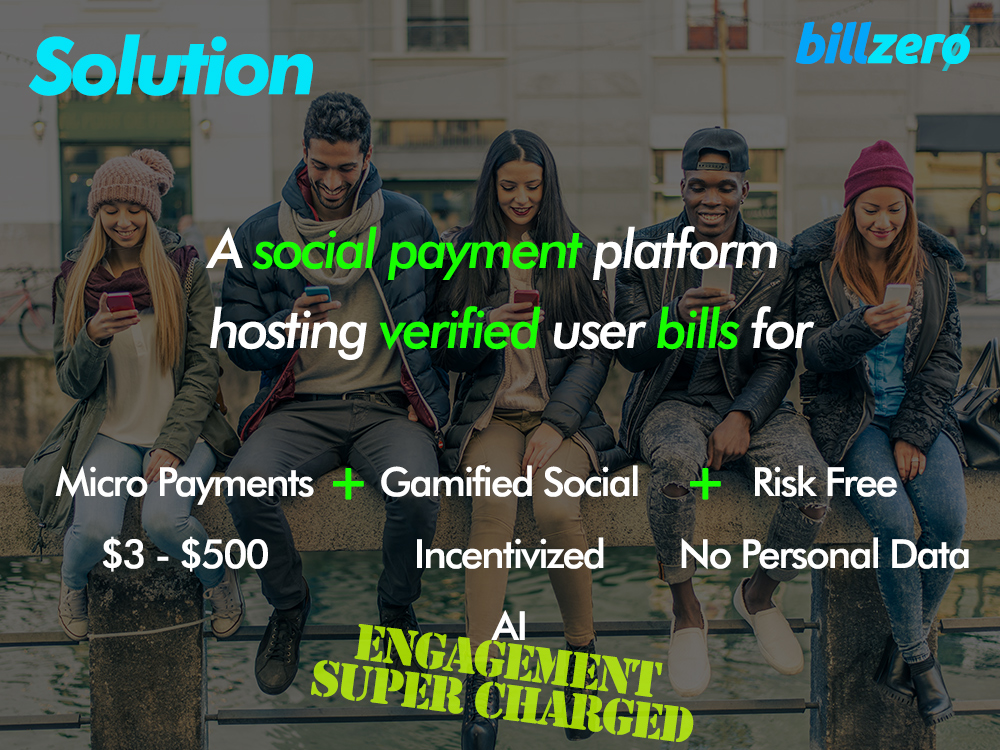 Solution
billzerø
A social payment platform
hosting verified user bills for
Micro Payments + Gamified Social + Risk Free
$3 - $500 Incentivized No Personal Data
AI
ENGAGEMENT
SUPER CHARGED